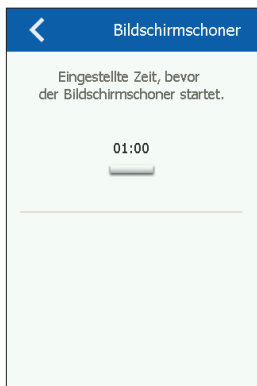 Bildschirmschoner
Eingestellte Zeit, bevor
der Bildschirmschoner startet.
01:00